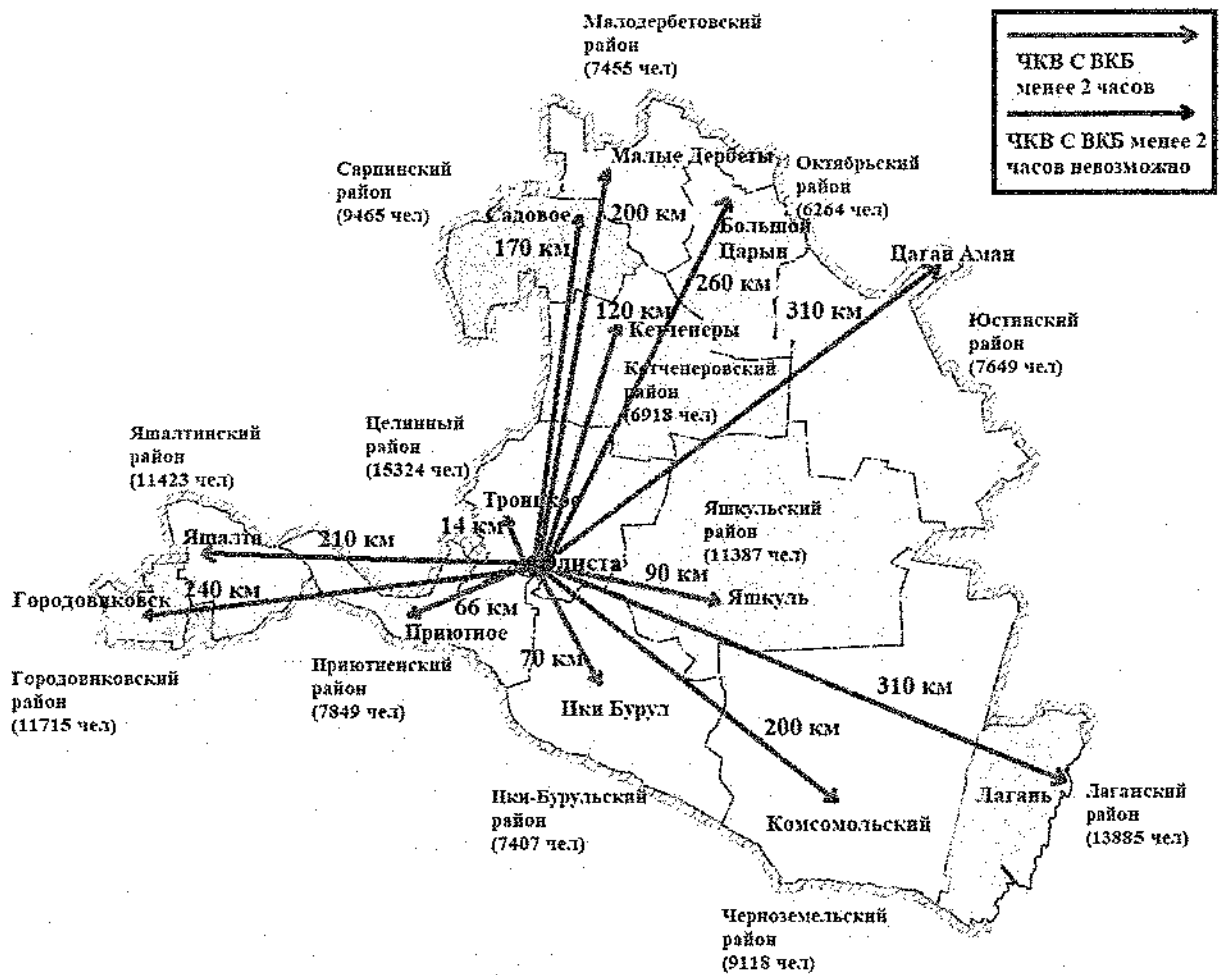 Малодербетовский
район
(7455 чел)
ЧКВ С ВКБ
менее 2 часов
ЧКВ С ВКБ менее 2
часов невозможно
Малые Дербеты
Октябрьский
район
(6264 чел)
Сарпинский
район
(9465 чел)
Садовое
200 км
170 км
Большой
Царын
260 км
Цаган Аман
310 км
120 км
Кетченеры
Юстинский
район
(7649 чел)
Кетченеровский
район
(6918 чел)
Целинный
район
(15324 чел)
Яшалтинский
район
(11423 чел)
Троицкое
14 км
Яшкульский
район
(11387 чел)
Яшалта
210 км
Элиста
90 км
Яшкуль
Городовиковск
240 км
66 км
Приютное
Городовиковский
район
(11715 чел)
Приютненский
район
(7849 чел)
70 км
Ики Бурул
310 км
200 км
Ики-Бурульский
район
(7407 чел)
Комсомольский
Лагань
Лаганский
район
(13885 чел)
Черноземельский
район
(9118 чел)